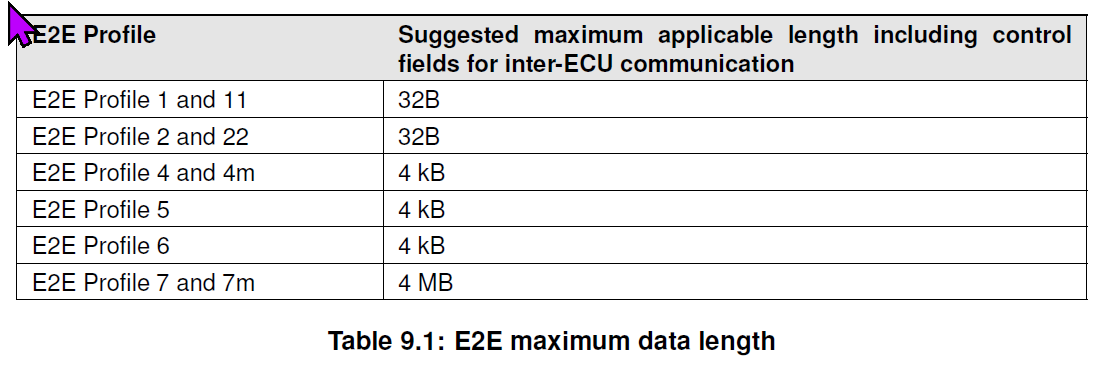 E2E Profile
Suggested maximum applicable length including control
fields for inter-ECU communication
E2E Profile 1 and 11
32B
E2E Profile 2 and 22
32B
E2E Profile 4 and 4m
4 kB
E2E Profile 5
4 kB
E2E Profile 6
4 kB
E2E Profile 7 and 7m
4 MB
Table 9.1: E2E maximum data length